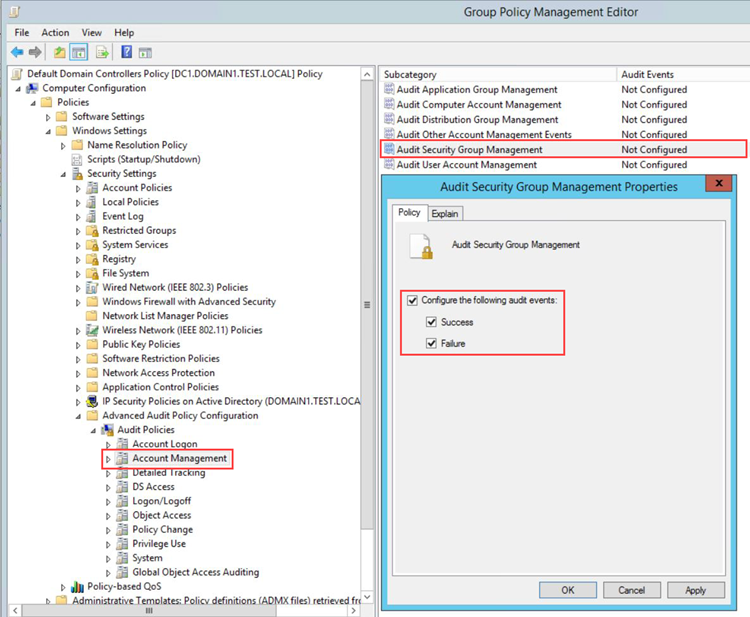 Group Policy Management Editor
File Action View Help
Default Domain Controllers Policy [DC1.DOMAIN1.TEST.LOCAL] Policy
Computer Configuration
Policies
Software Settings
Windows Settings
Name Resolution Policy
Scripts (Startup/Shutdown)
Security Settings
Account Policies
Local Policies
Event Log
Restricted Groups
System Services
Registry
File System
Wired Network (IEEE 802.3) Policies
Windows Firewall with Advanced Security
Network List Manager Policies
Wireless Network (IEEE 802.11) Policies
Public Key Policies
Software Restriction Policies
Network Access Protection
Application Control Policies
IP Security Policies on Active Directory (DOMAIN1.TEST.LOCA
Advanced Audit Policy Configuration
Audit Policies
Account Logon
Account Management
Detailed Tracking
DS Access
Logon/Logoff
Object Access
Policy Change
Privilege Use
System
Global Object Access Auditing
Policy-based QoS
Administrative Templates: Policy definitions (ADMX files) retrieved fr
Subcategory Audit Events
Audit Application Group Management Not Configured
Audit Computer Account Management Not Configured
Audit Distribution Group Management Not Configured
Audit Other Account Management Events Not Configured
Audit Security Group Management Not Configured
Audit User Account Management Not Configured
Audit Security Group Management Properties x
Policy Explain
Audit Security Group Management
Configure the following audit events:
Success
Failure
OK Cancel Apply